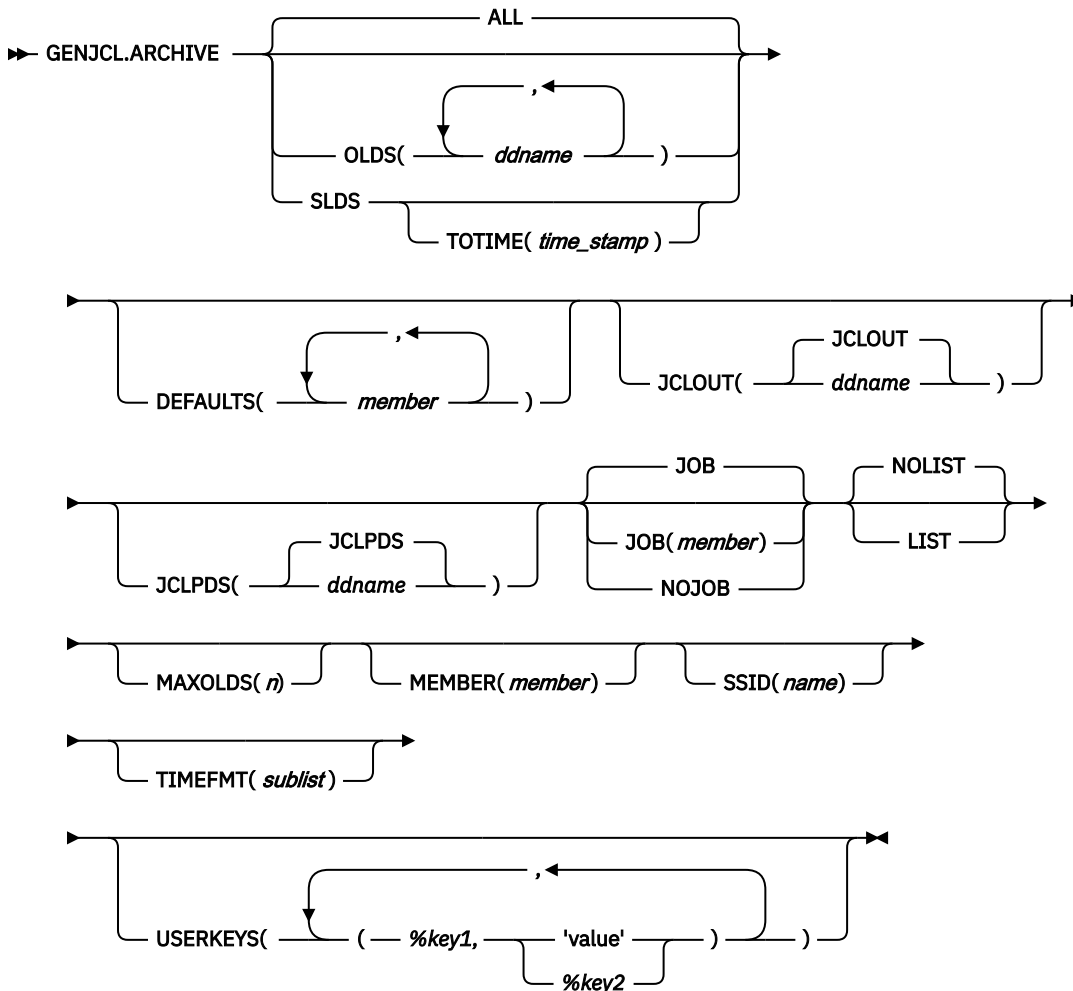 ALL
GENJCL.ARCHIVE
,
OLDS( ddname )
SLDS
TOTIME( time_stamp )
, JCLOUT
DEFAULTS( member ) JCLOUT( ddname )
JOB NOLIST
JCLPDS JOB(member) LIST
JCLPDS( ddname ) NOJOB
MAXOLDS( n) MEMBER( member) SSID( name)
TIMEFMT( sublist )
,
USERKEYS( ( %key1, 'value' ) )
%key2